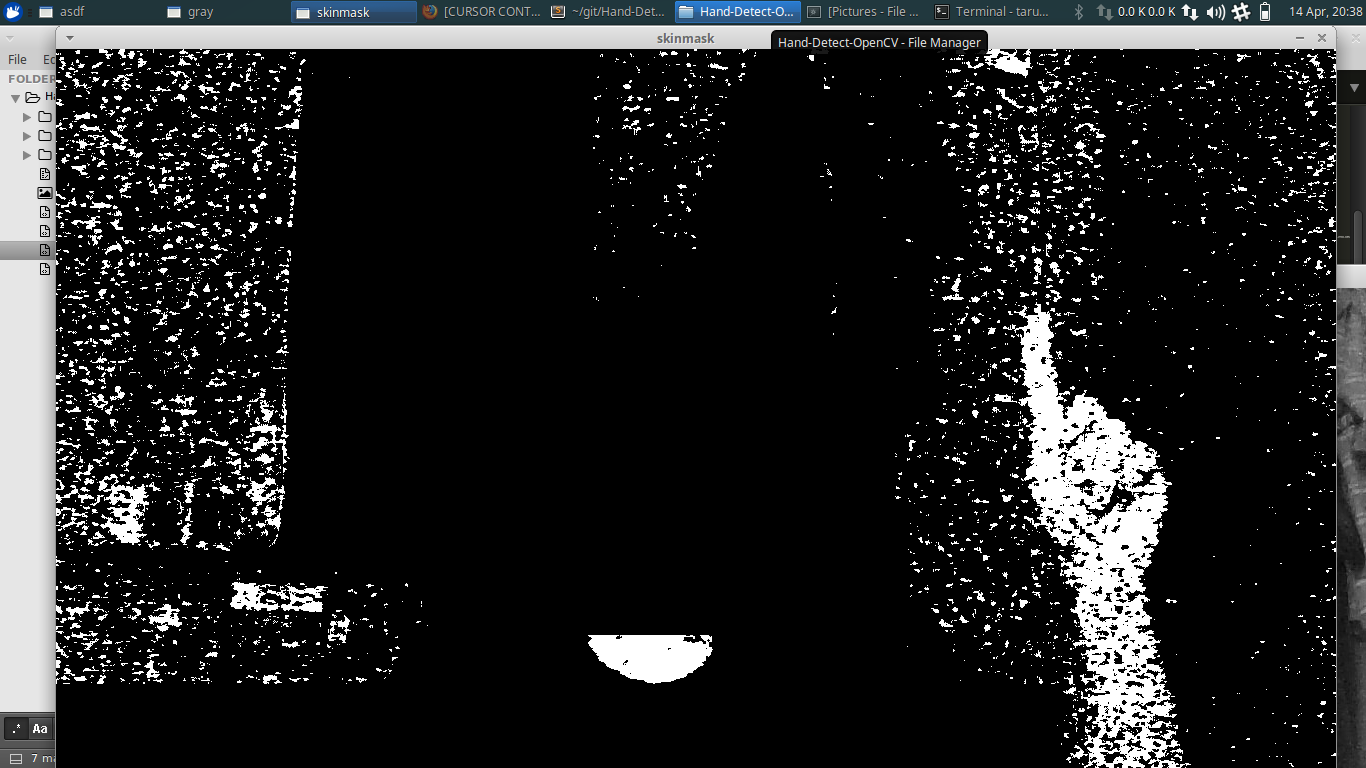 asdf
gray
skinmask
[CURSOR CONT...
~/git/Hand-Det...
Hand-Detect-O...
[Pictures - File ...
Terminal - taru...
0.0 K 0.0 K
14 Apr, 20:38
skinmask
Hand-Detect-OpenCV - File Manager
File
FOLDER
.*
Aa